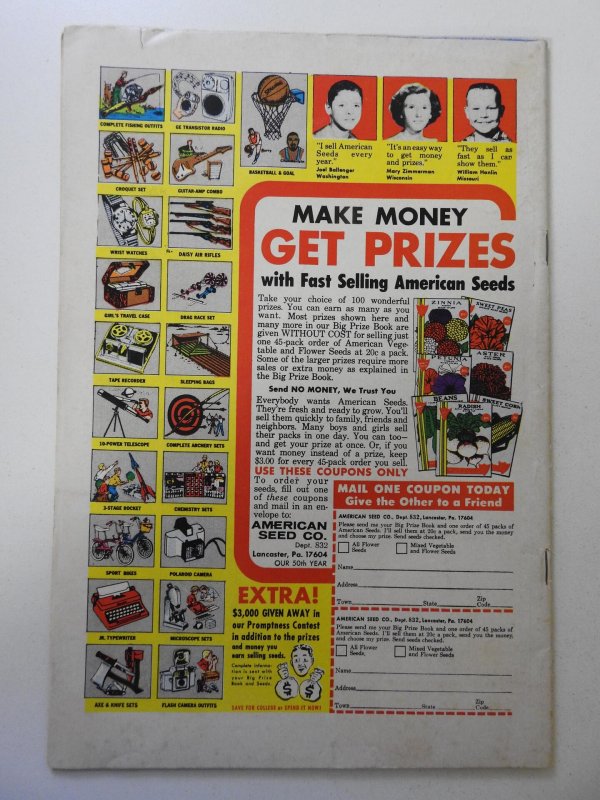 COMPLETE FISHING OUTFITS
GE TRANSISTOR RADIO
CROQUET SET
GUITAR-AMP COMBO
BASKETBALL & GOAL
WRIST WATCHES
DAISY AIR RIFLES
GIRL'S TRAVEL CASE
DRAG RACE SET
TAPE RECORDER
SLEEPING BAGS
10-POWER TELESCOPE
COMPLETE ARCHERY SETS
3-STAGE ROCKET
CHEMISTRY SETS
SPORT BIKES
POLAROID CAMERA
JR. TYPEWRITER
MICROSCOPE SETS
AXE & KNIFE SETS
FLASH CAMERA OUTFITS
"I sell American
Seeds every
year."
Joel Ballenger
Washington
"It's an easy way
to get money
and prizes."
Mary Zimmerman
Wisconsin
"They sell as
fast as I can
show them."
William Hanlin
Missouri
MAKE MONEY
GET PRIZES
with Fast Selling American Seeds
Take your choice of 100 wonderful
prizes. You can earn as many as you
want. Most prizes shown here and
many more in our Big Prize Book are
given WITHOUT COST for selling just
one 45-pack order of American Vege-
table and Flower Seeds at 20c a pack.
Some of the larger prizes require more
sales or extra money as explained in
the Big Prize Book.
Send NO MONEY, We Trust You
Everybody wants American Seeds.
They're fresh and ready to grow. You'll
sell them quickly to family, friends and
neighbors. Many boys and girls sell
their packs in one day. You can too—
and get your prize at once. Or, if you
want money instead of a prize, keep
$3.00 for every 45-pack order you sell.
ZINNIA
SWEET PEAS
PETUNIA
ASTER
BEANS
RADISH
SWEET CORN
USE THESE COUPONS ONLY
To order your
seeds, fill out one
of these coupons
and mail in an en-
velope to:
AMERICAN
SEED CO.
Dept. 832
Lancaster, Pa. 17604
OUR 50th YEAR
MAIL ONE COUPON TODAY
Give the Other to a Friend
AMERICAN SEED CO., Dept. 832, Lancaster, Pa. 17604
Please send me your Big Prize Book and one order of 45 packs of
American Seeds. I'll sell them at 20c a pack, send you the money
and choose my prize. Send seeds checked.
All Flower
Seeds
Mixed Vegetable
and Flower Seeds
Name
Address
Town State Zip
Code
AMERICAN SEED CO., Dept. 832, Lancaster, Pa. 17604
Please send me your Big Prize Book and one order of 45 packs of
American Seeds. I'll sell them at 20c a pack, send you the money,
and choose my prize. Send seeds checked.
All Flower
Seeds
Mixed Vegetable
and Flower Seeds
Name
Address
Town State Zip
Code
EXTRA!
$3,000 GIVEN AWAY in
our Promptness Contest
in addition to the prizes
and money you
earn selling seeds.
Complete informa-
tion is sent with
your Big Prize
Book and Seeds.
$ $
SAVE FOR COLLEGE or SPEND IT NOW!